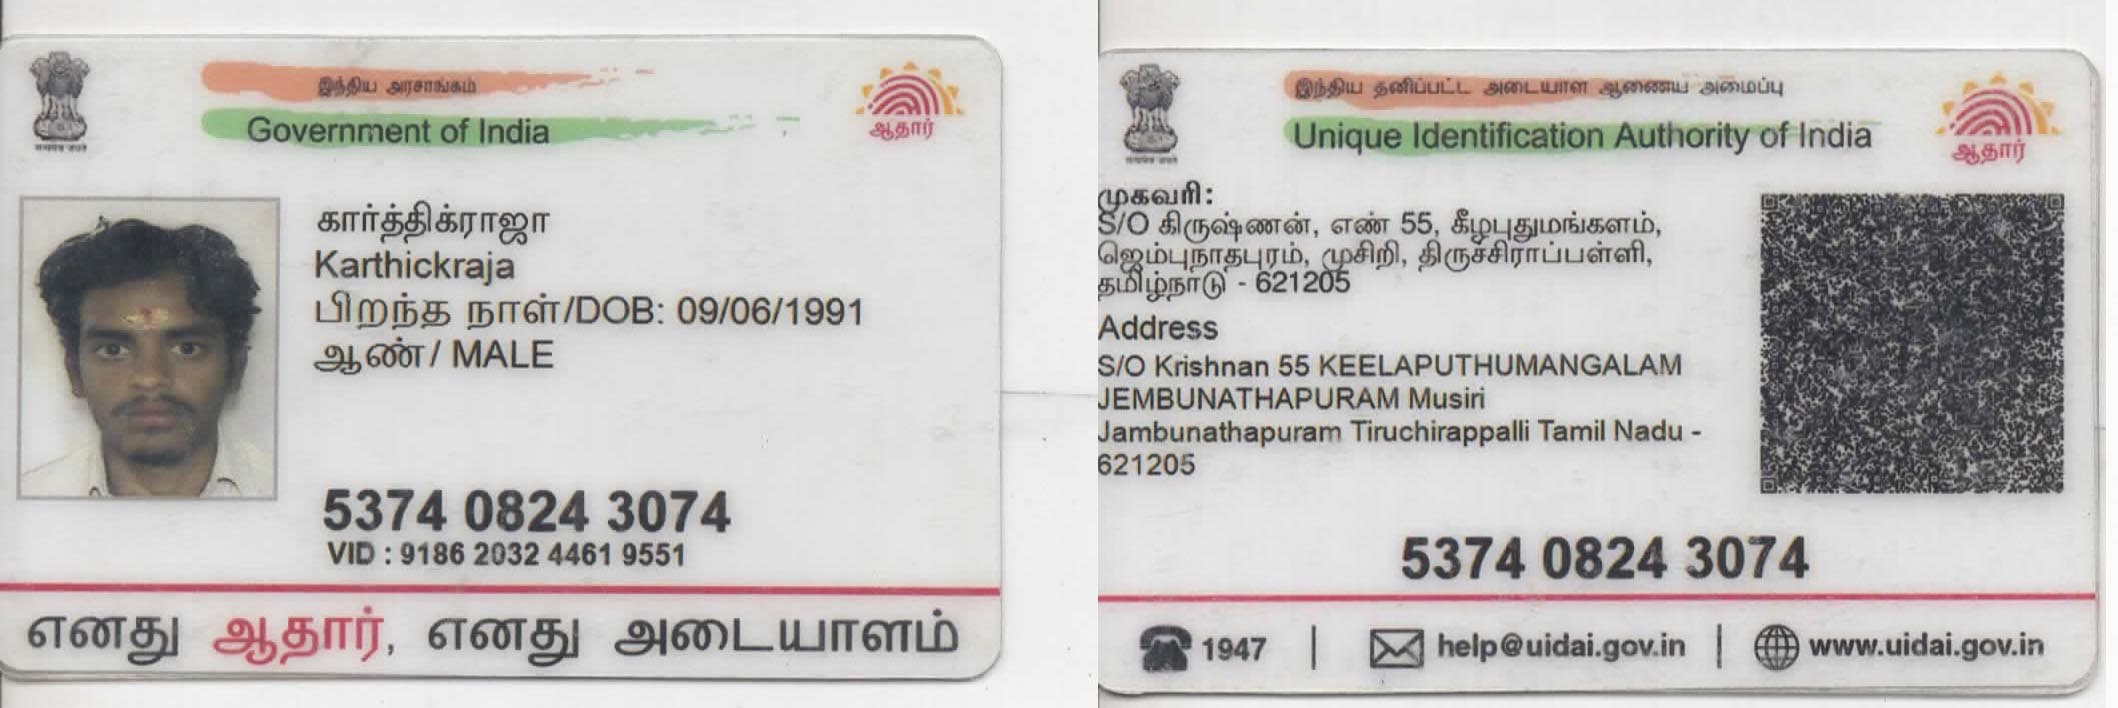 இந்திய அரசாங்கம்
Government of India
ஆதார்
கார்த்திக்ராஜா
Karthickraja
பிறந்த நாள்/DOB: 09/06/1991
ஆண்/ MALE
5374 0824 3074
VID : 9186 2032 4461 9551
எனது ஆதார், எனது அடையாளம்
இந்திய தனிப்பட்ட அடையாள ஆணைய அமைப்பு
Unique Identification Authority of India
ஆதார்
முகவரி:
S/O கிருஷ்ணன், எண் 55, கீழபுதுமங்களம்,
ஜெம்புநாதபுரம், முசிறி, திருச்சிராப்பள்ளி,
தமிழ்நாடு - 621205
Address
S/O Krishnan 55 KEELAPUTHUMANGALAM
JEMBUNATHAPURAM Musiri
Jambunathapuram Tiruchirappalli Tamil Nadu -
621205
5374 0824 3074
1947 | help@uidai.gov.in | www.uidai.gov.in